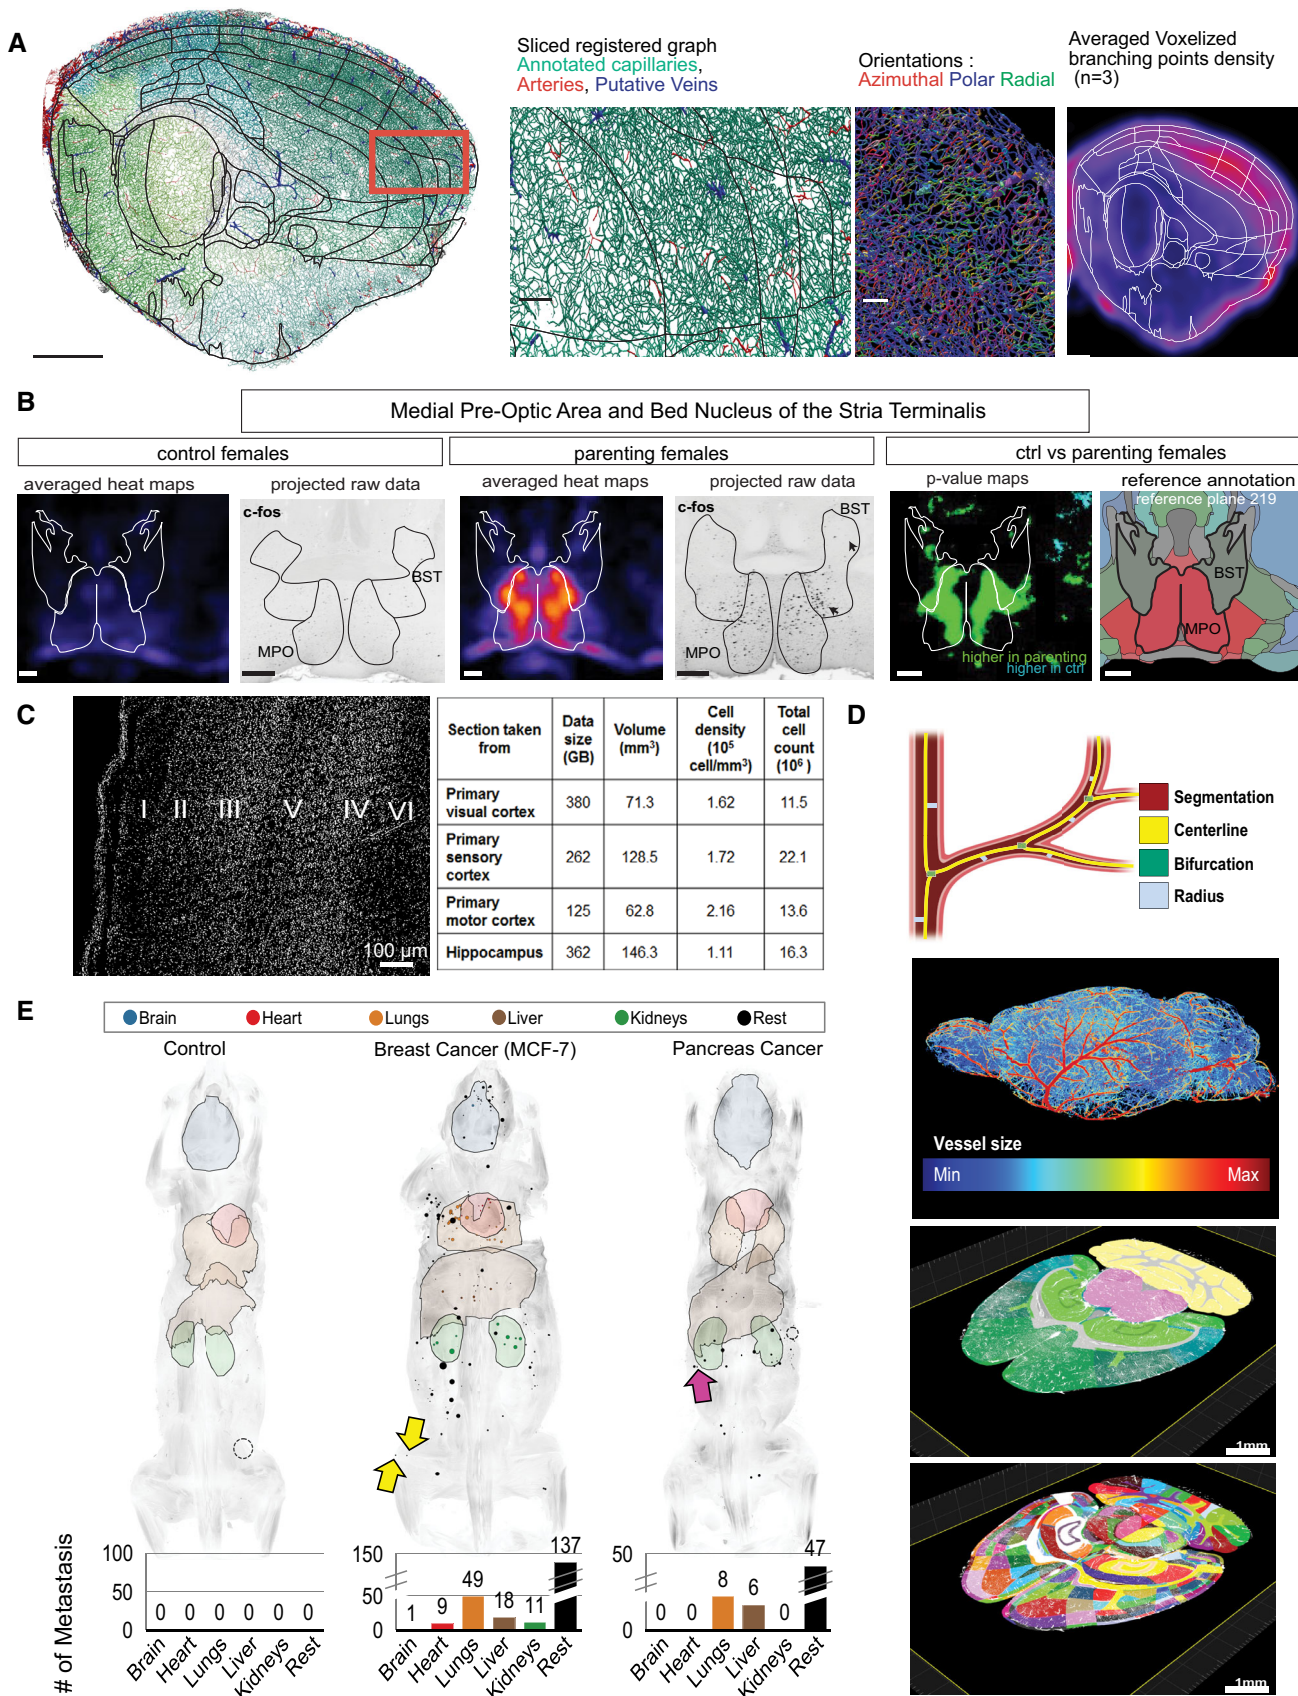 A
Sliced registered graph
Annotated capillaries,
Arteries, Putative Veins
Orientations :
Azimuthal Polar Radial
Averaged Voxelized
branching points density
(n=3)
B
Medial Pre-Optic Area and Bed Nucleus of the Stria Terminalis
control females
parenting females
ctrl vs parenting females
averaged heat maps
projected raw data
averaged heat maps
projected raw data
p-value maps
reference annotation
reference plane 219
c-fos
BST
MPO
c-fos
BST
MPO
higher in parenting
higher in ctrl
BST
MPO
C
I II III V IV VI
100 µm
Section taken from | Data size (GB) | Volume (mm³) | Cell density (10⁵ cell/mm³) | Total cell count (10⁶ )
Primary visual cortex | 380 | 71.3 | 1.62 | 11.5
Primary sensory cortex | 262 | 128.5 | 1.72 | 22.1
Primary motor cortex | 125 | 62.8 | 2.16 | 13.6
Hippocampus | 362 | 146.3 | 1.11 | 16.3
D
Segmentation
Centerline
Bifurcation
Radius
Vessel size
Min Max
1mm
1mm
E
Brain Heart Lungs Liver Kidneys Rest
Control
Breast Cancer (MCF-7)
Pancreas Cancer
# of Metastasis
100
50
0
0 0 0 0 0 0
Brain Heart Lungs Liver Kidneys Rest
150
50
0
1 9 49 18 11 137
Brain Heart Lungs Liver Kidneys Rest
50
0
0 0 8 6 0 47
Brain Heart Lungs Liver Kidney Rest